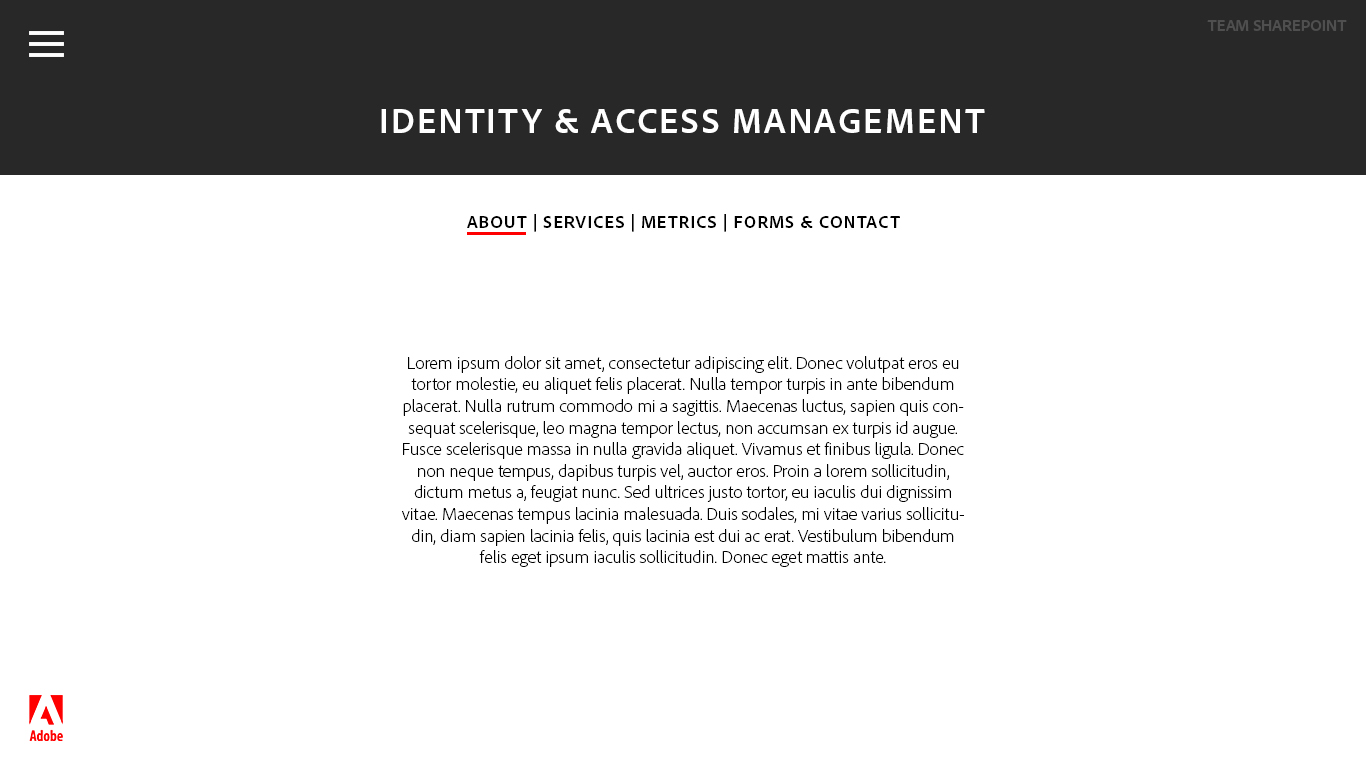 TEAM SHAREPOINT
IDENTITY & ACCESS MANAGEMENT
ABOUT | SERVICES | METRICS | FORMS & CONTACT
Lorem ipsum dolor sit amet, consectetur adipiscing elit. Donec volutpat eros eu
tortor molestie, eu aliquet felis placerat. Nulla tempor turpis in ante bibendum
placerat. Nulla rutrum commodo mi a sagittis. Maecenas luctus, sapien quis con-
sequat scelerisque, leo magna tempor lectus, non accumsan ex turpis id augue.
Fusce scelerisque massa in nulla gravida aliquet. Vivamus et finibus ligula. Donec
non neque tempus, dapibus turpis vel, auctor eros. Proin a lorem sollicitudin,
dictum metus a, feugiat nunc. Sed ultrices justo tortor, eu iaculis dui dignissim
vitae. Maecenas tempus lacinia malesuada. Duis sodales, mi vitae varius sollicitu-
din, diam sapien lacinia felis, quis lacinia est dui ac erat. Vestibulum bibendum
felis eget ipsum iaculis sollicitudin. Donec eget mattis ante.
Adobe